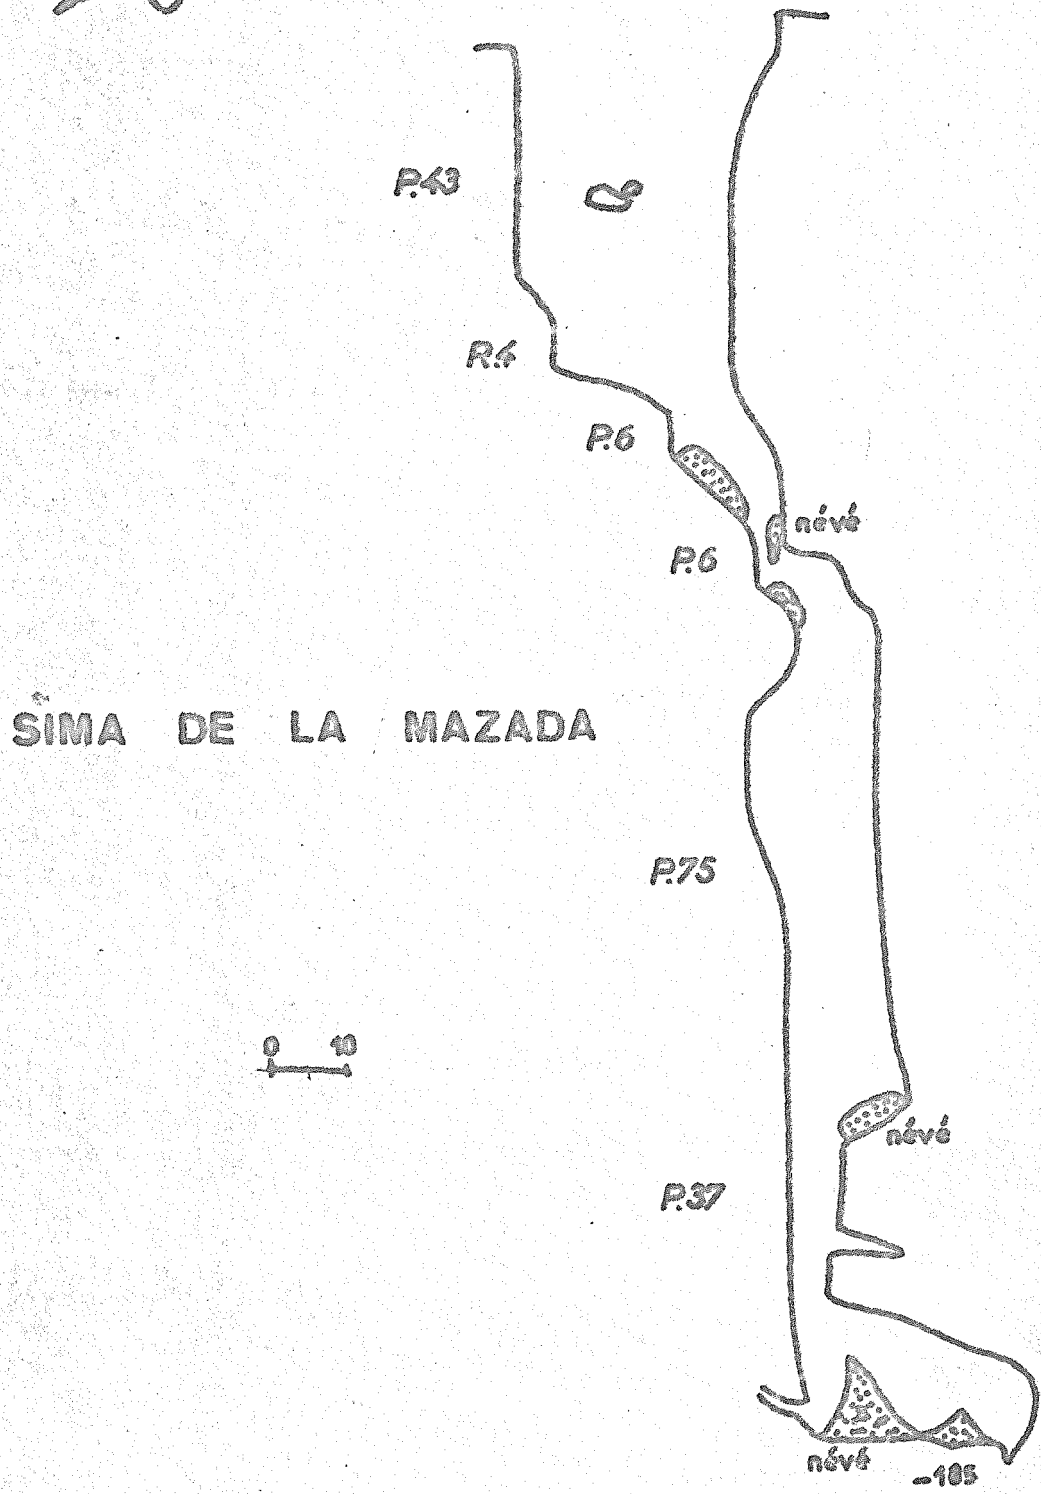 P.43
R.4
P.6
névé
P.6
SIMA DE LA MAZADA
P.75
0 10
névé
P.37
névé
-185